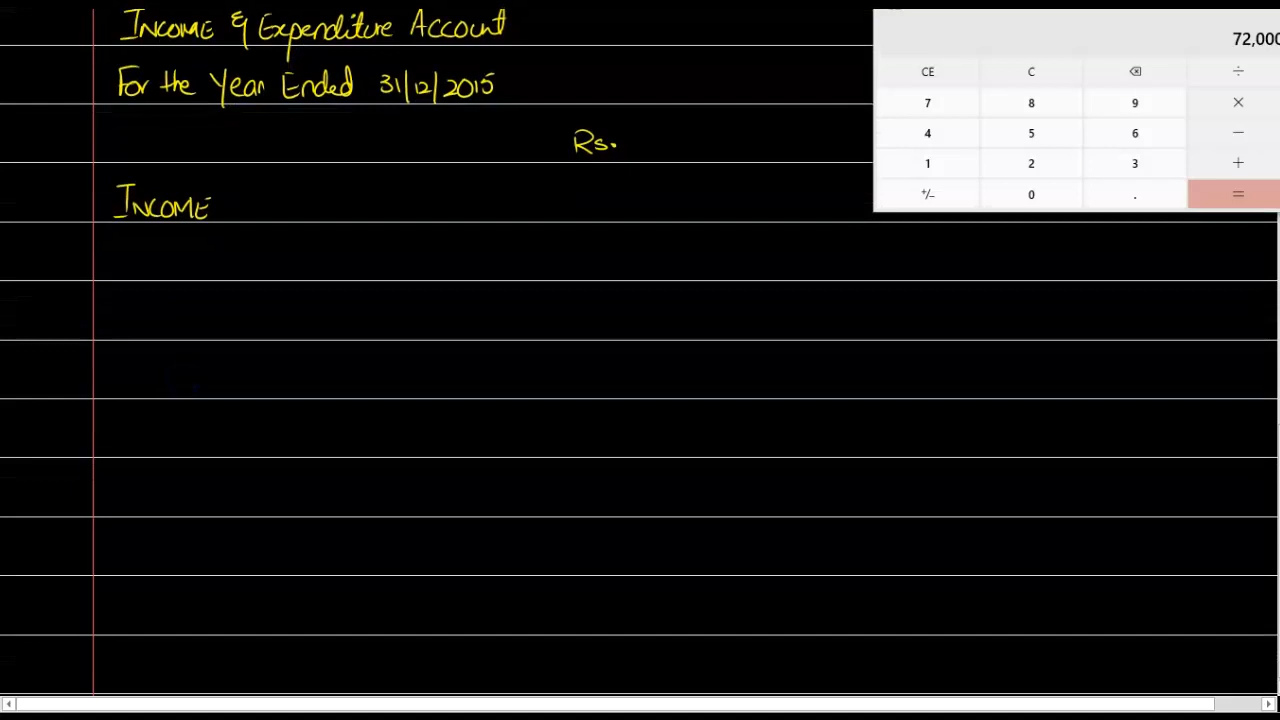 Income & Expenditure Account
For the Year Ended 31/12/2015
Rs.
Income
72,000
CE C ⌫ ÷
7 8 9 ×
4 5 6 −
1 2 3 +
+/− 0 . =